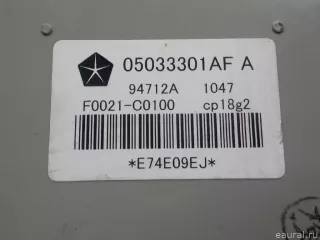 05033301AF A
94712A 1047
F0021-C0100 cp18g2
*E74E09EJ*
© eaural.ru